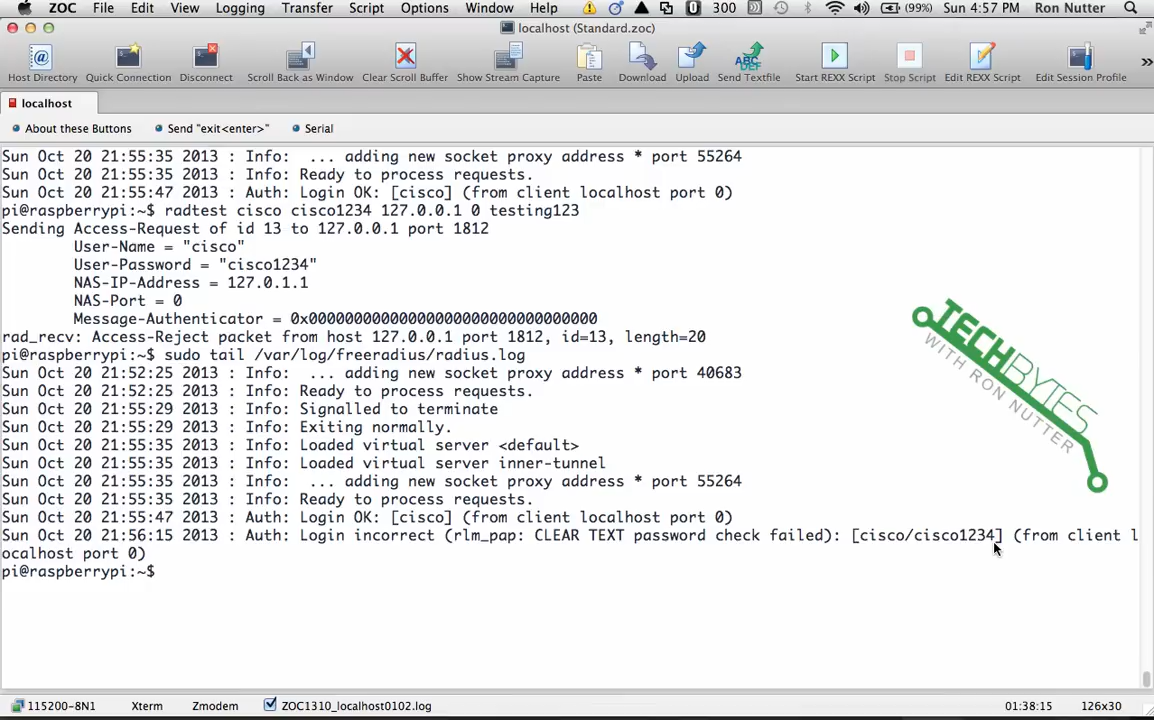 ZOC File Edit View Logging Transfer Script Options Window Help 300 (99%) Sun 4:57 PM Ron Nutter
localhost (Standard.zoc)
Host Directory Quick Connection Disconnect Scroll Back as Window Clear Scroll Buffer Show Stream Capture Paste Download Upload Send Textfile Start REXX Script Stop Script Edit REXX Script Edit Session Profile »
localhost
About these Buttons Send "exit<enter>" Serial
Sun Oct 20 21:55:35 2013 : Info:  ... adding new socket proxy address * port 55264
Sun Oct 20 21:55:35 2013 : Info: Ready to process requests.
Sun Oct 20 21:55:47 2013 : Auth: Login OK: [cisco] (from client localhost port 0)
pi@raspberrypi:~$ radtest cisco cisco1234 127.0.0.1 0 testing123
Sending Access-Request of id 13 to 127.0.0.1 port 1812
User-Name = "cisco"
User-Password = "cisco1234"
NAS-IP-Address = 127.0.1.1
NAS-Port = 0
Message-Authenticator = 0x00000000000000000000000000000000
rad_recv: Access-Reject packet from host 127.0.0.1 port 1812, id=13, length=20
pi@raspberrypi:~$ sudo tail /var/log/freeradius/radius.log
Sun Oct 20 21:52:25 2013 : Info:  ... adding new socket proxy address * port 40683
Sun Oct 20 21:52:25 2013 : Info: Ready to process requests.
Sun Oct 20 21:55:29 2013 : Info: Signalled to terminate
Sun Oct 20 21:55:29 2013 : Info: Exiting normally.
Sun Oct 20 21:55:35 2013 : Info: Loaded virtual server <default>
Sun Oct 20 21:55:35 2013 : Info: Loaded virtual server inner-tunnel
Sun Oct 20 21:55:35 2013 : Info:  ... adding new socket proxy address * port 55264
Sun Oct 20 21:55:35 2013 : Info: Ready to process requests.
Sun Oct 20 21:55:47 2013 : Auth: Login OK: [cisco] (from client localhost port 0)
Sun Oct 20 21:56:15 2013 : Auth: Login incorrect (rlm_pap: CLEAR TEXT password check failed): [cisco/cisco1234] (from client l
ocalhost port 0)
pi@raspberrypi:~$
TECHBYTES
WITH RON NUTTER
115200-8N1 Xterm Zmodem ZOC1310_localhost0102.log 01:38:15 126x30